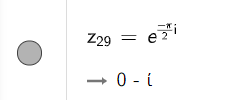 z₂₉ = e^((-π/2)i)
→ 0 - i